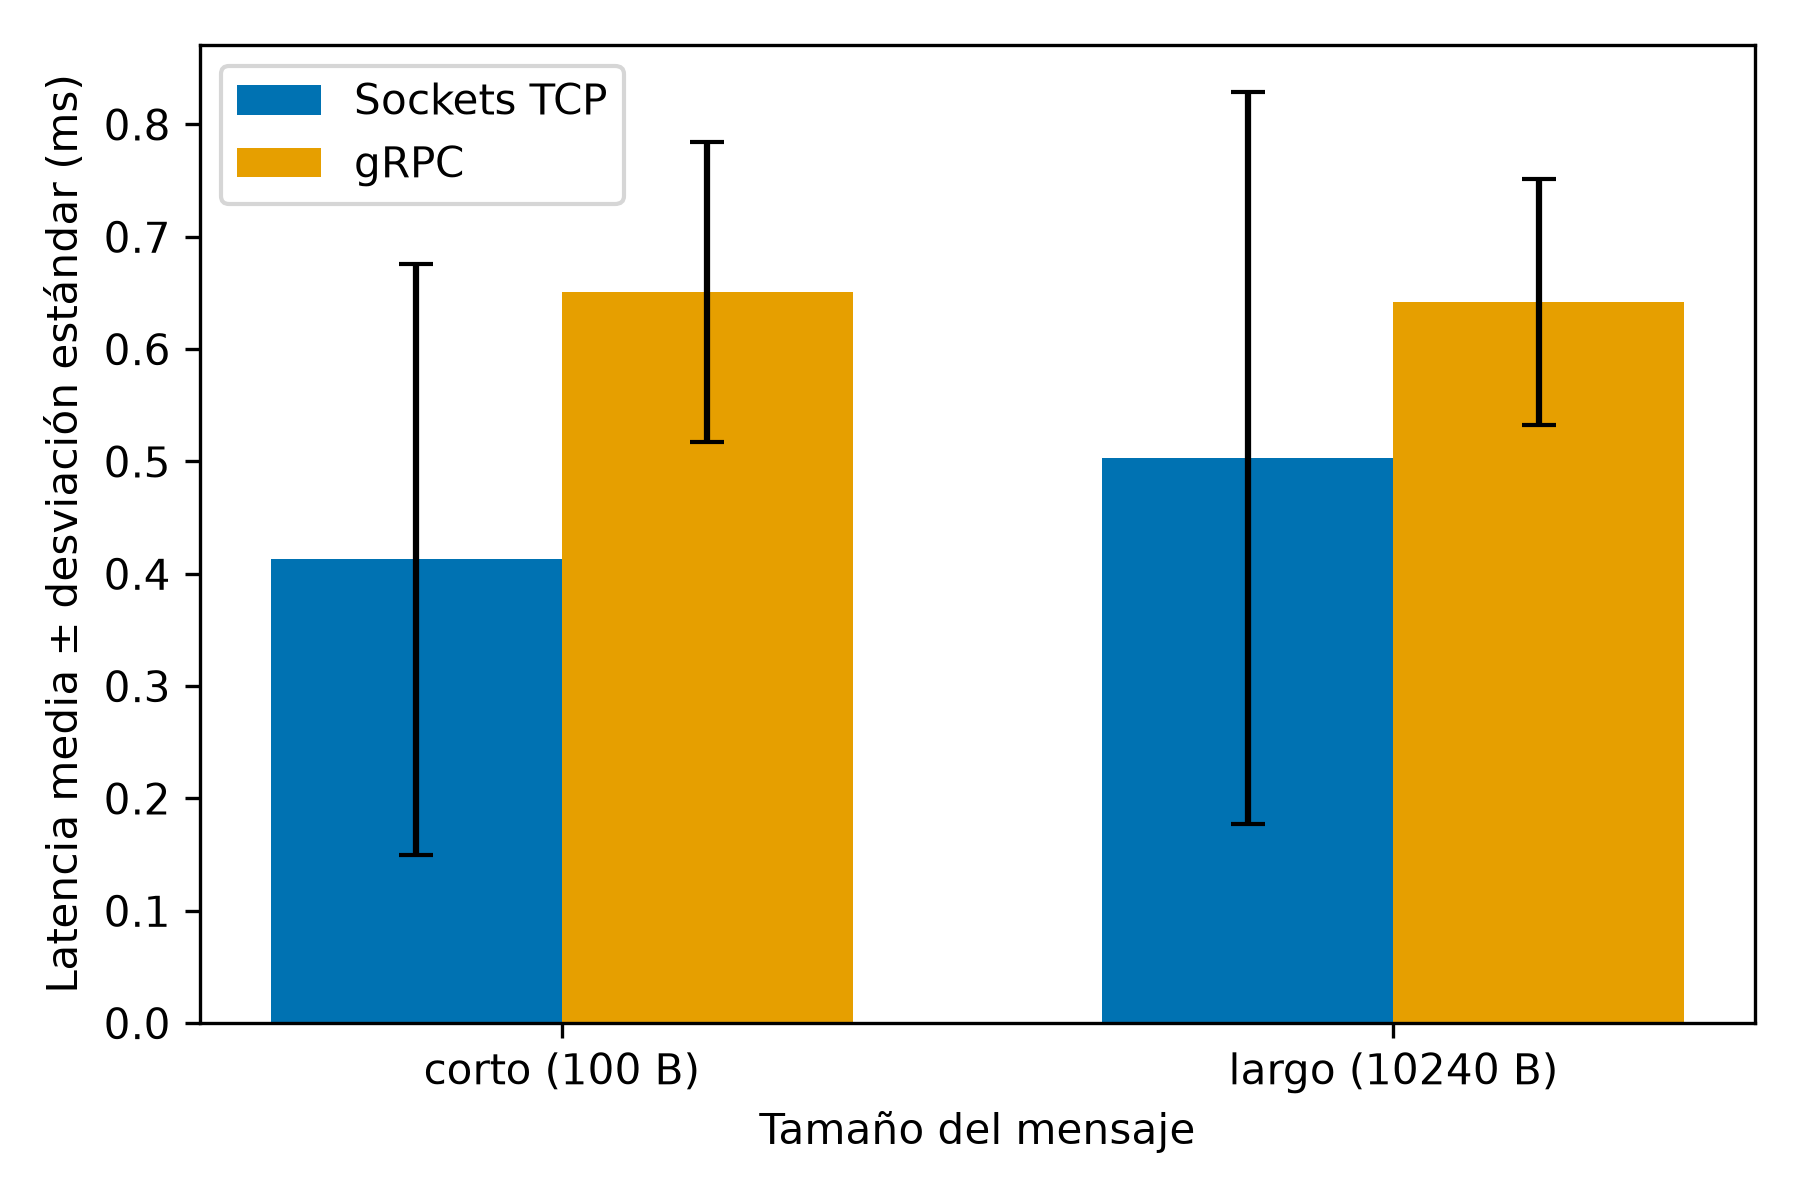 Sockets TCP
gRPC
Latencia media ± desviación estándar (ms)
0.8
0.7
0.6
0.5
0.4
0.3
0.2
0.1
0.0
corto (100 B)
largo (10240 B)
Tamaño del mensaje